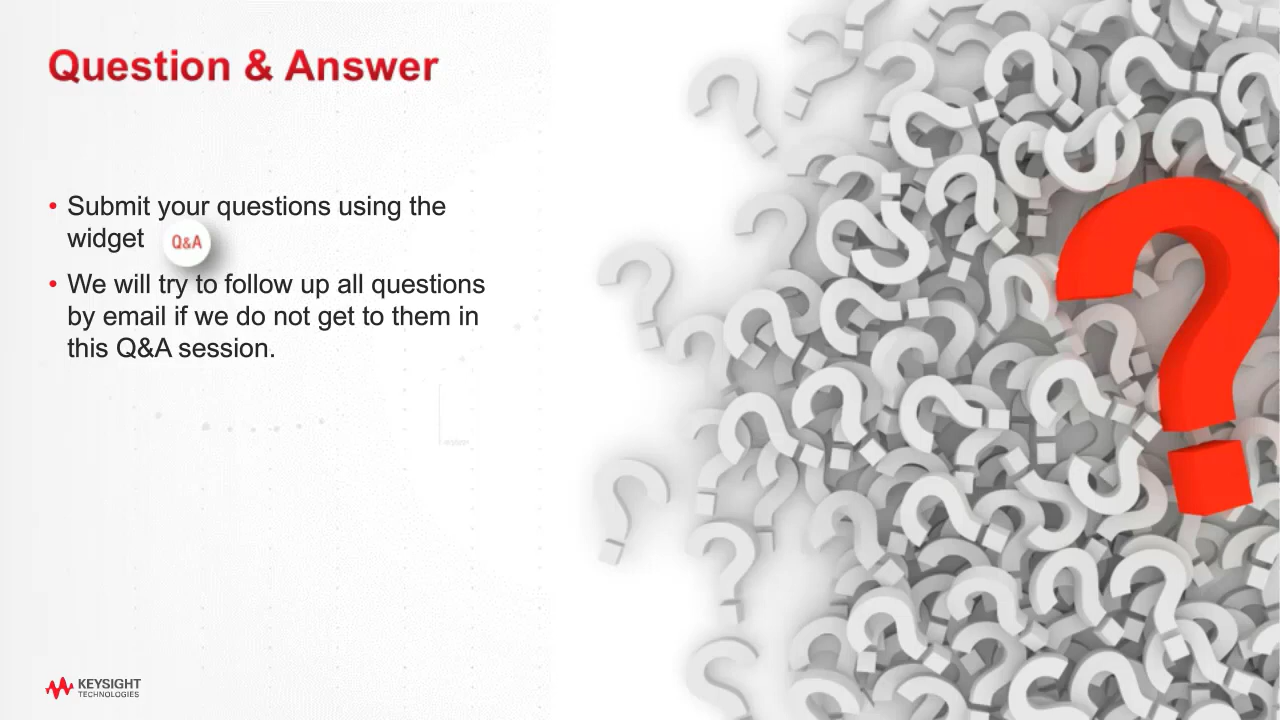 Question & Answer
• Submit your questions using the
widget Q&A
• We will try to follow up all questions
by email if we do not get to them in
this Q&A session.
KEYSIGHT
TECHNOLOGIES